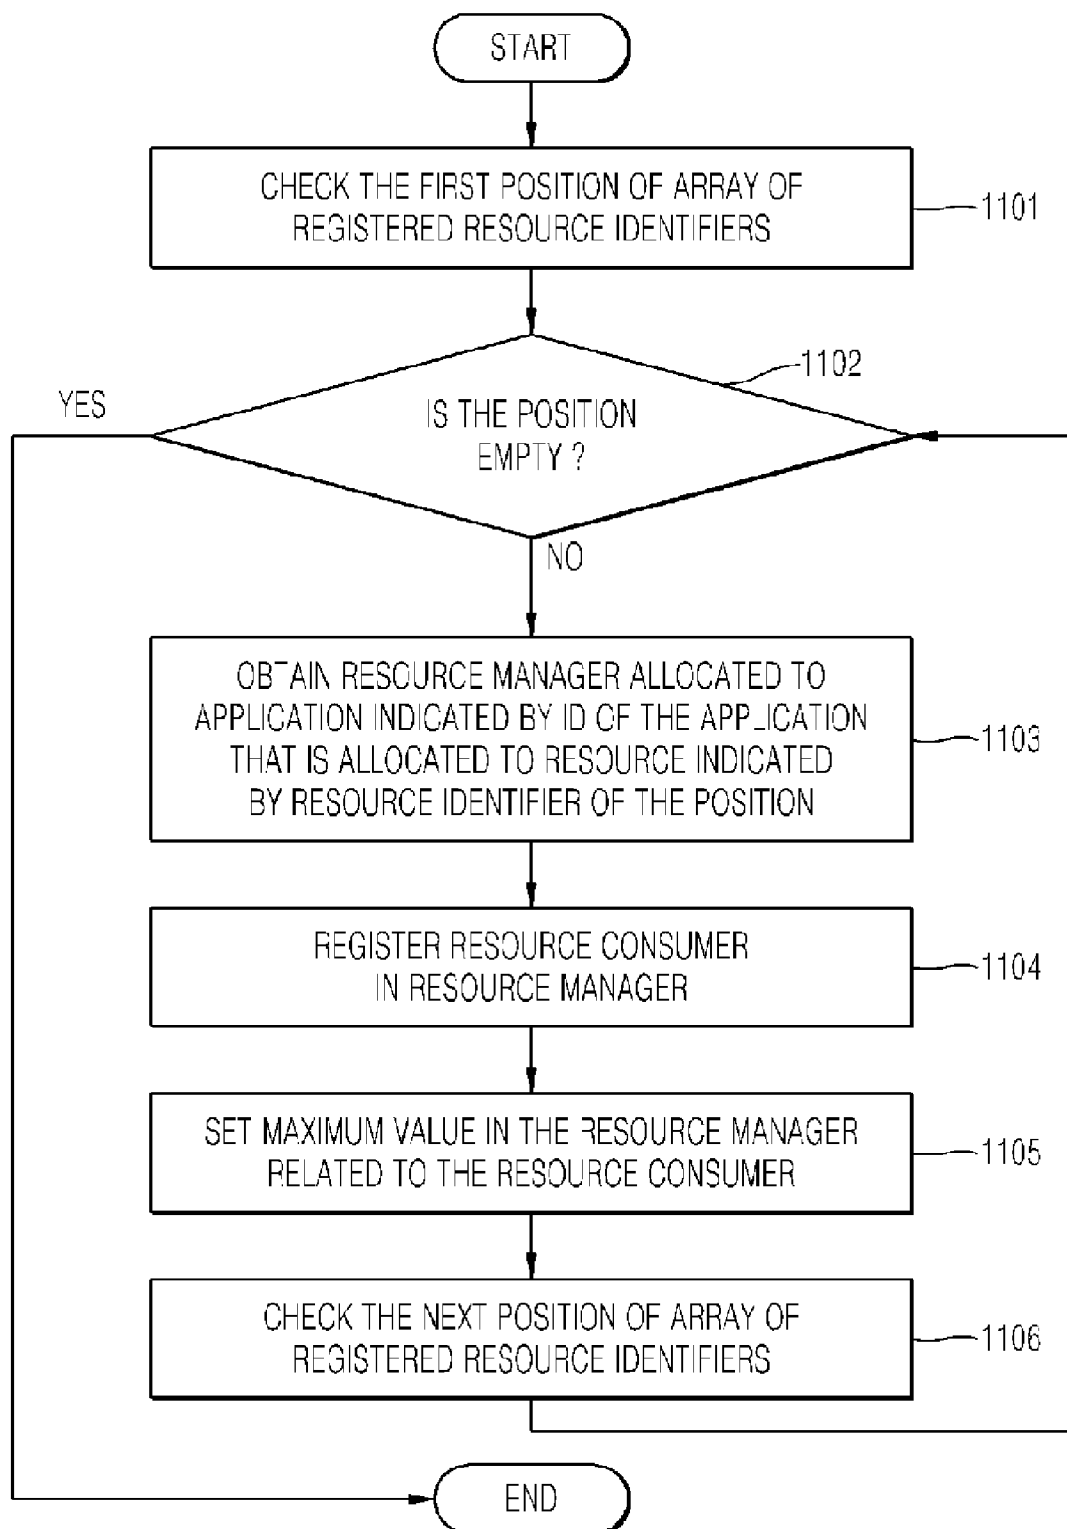 START
CHECK THE FIRST POSITION OF ARRAY OF
REGISTERED RESOURCE IDENTIFIERS
1101
1102
YES
IS THE POSITION
EMPTY ?
NO
OBTAIN RESOURCE MANAGER ALLOCATED TO
APPLICATION INDICATED BY ID OF THE APPLICATION
THAT IS ALLOCATED TO RESOURCE INDICATED
BY RESOURCE IDENTIFIER OF THE POSITION
1103
REGISTER RESOURCE CONSUMER
IN RESOURCE MANAGER
1104
SET MAXIMUM VALUE IN THE RESOURCE MANAGER
RELATED TO THE RESOURCE CONSUMER
1105
CHECK THE NEXT POSITION OF ARRAY OF
REGISTERED RESOURCE IDENTIFIERS
1106
END